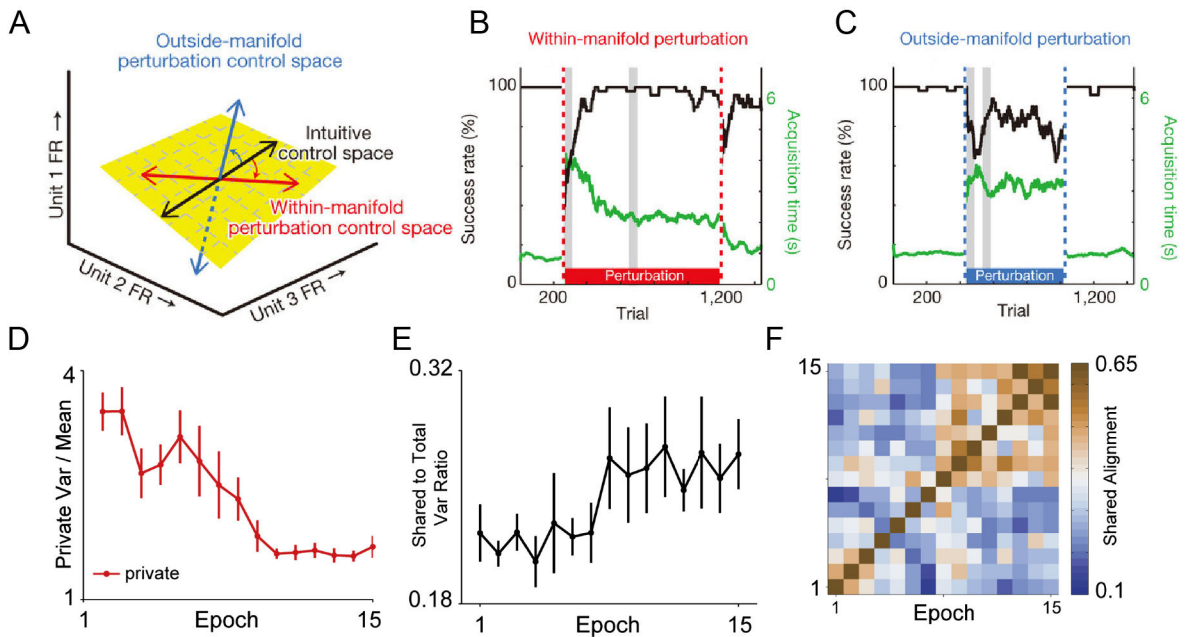 A
Outside-manifold
perturbation control space
Intuitive
control space
Within-manifold
perturbation control space
Unit 1 FR →
Unit 2 FR →
Unit 3 FR →
B
Within-manifold perturbation
Success rate (%)
100
0
6
0
Acquisition time (s)
Perturbation
200
1,200
Trial
C
Outside-manifold perturbation
Success rate (%)
100
0
6
0
Acquisition time (s)
Perturbation
200
1,200
Trial
D
Private Var / Mean
4
1
private
1
Epoch
15
E
Shared to Total
Var Ratio
0.32
0.18
1
Epoch
15
F
15
1
1
Epoch
15
0.65
0.1
Shared Alignment